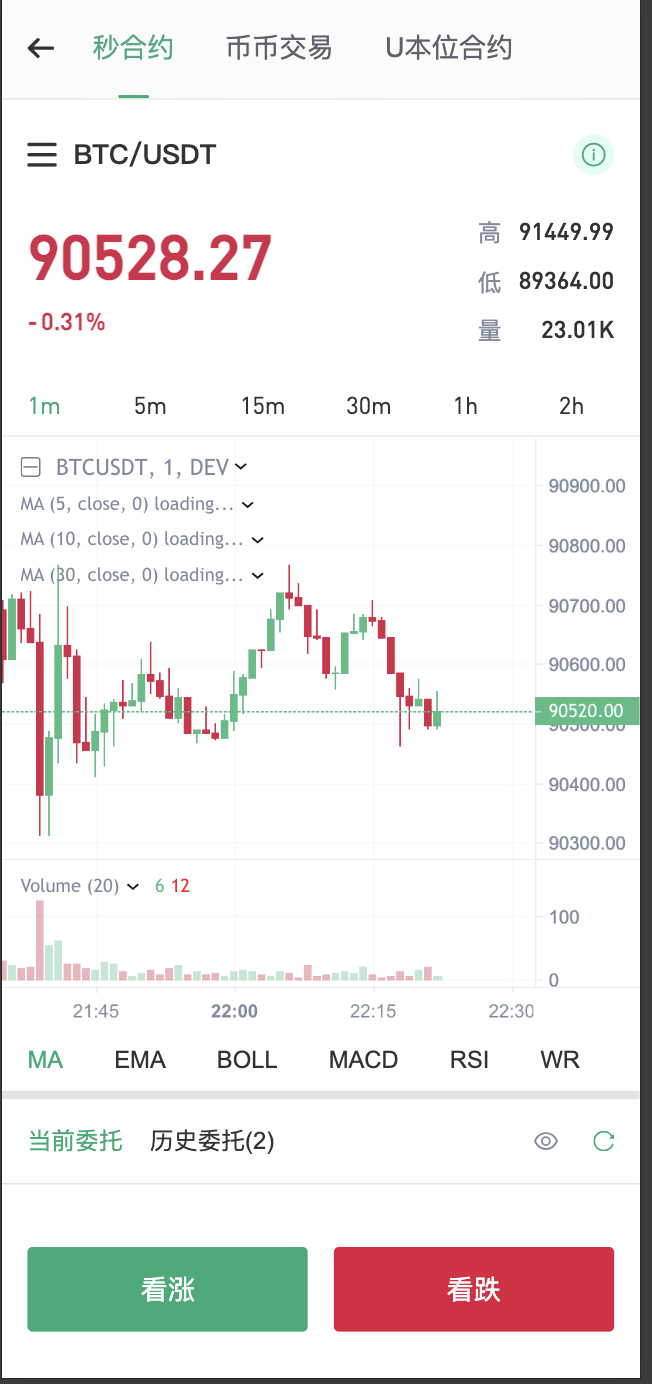 秒合约 币币交易 U本位合约
BTC/USDT
90528.27
-0.31%
高 91449.99
低 89364.00
量 23.01K
1m 5m 15m 30m 1h 2h
BTCUSDT, 1, DEV
MA (5, close, 0) loading...
MA (10, close, 0) loading...
MA (30, close, 0) loading...
90900.00
90800.00
90700.00
90600.00
90520.00
90500.00
90400.00
90300.00
Volume (20) 6 12
100
0
21:45 22:00 22:15 22:30
MA EMA BOLL MACD RSI WR
当前委托 历史委托(2)
看涨 看跌